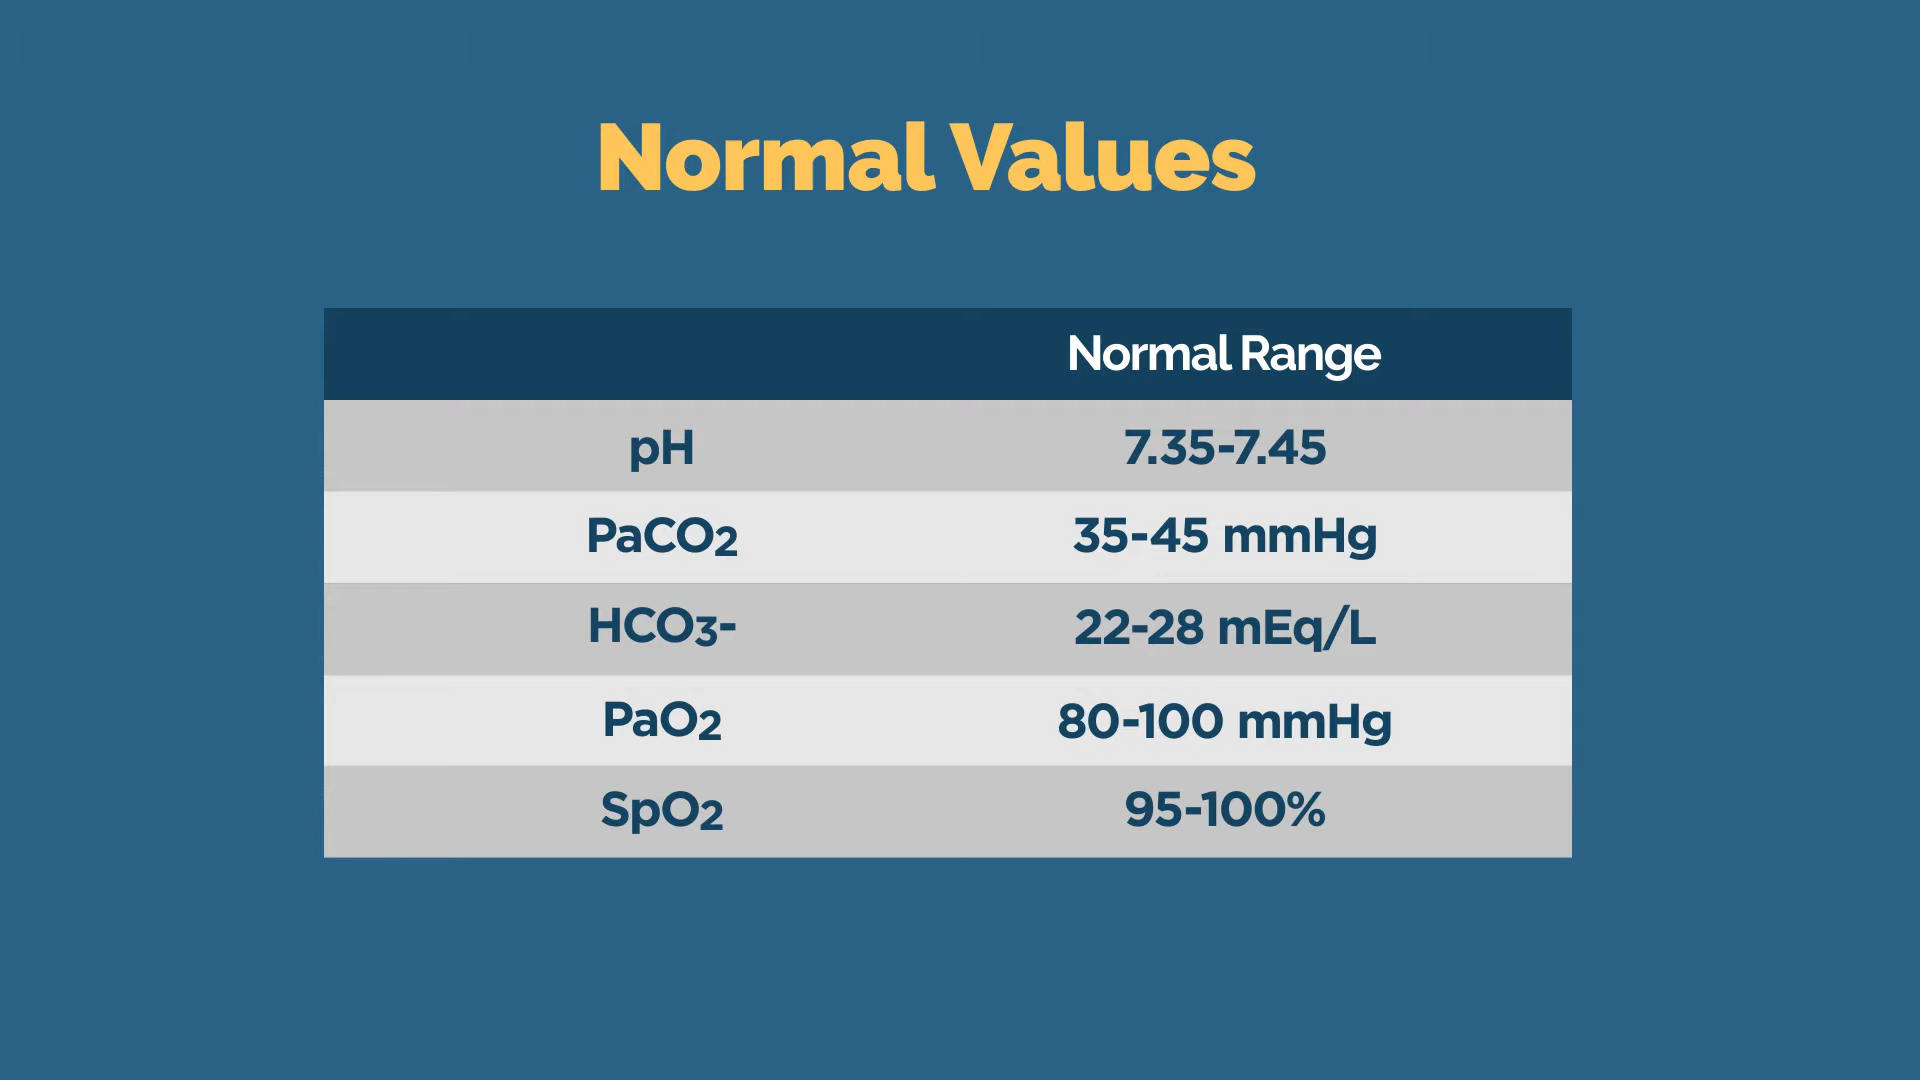 Normal Values
Normal Range
pH 7.35-7.45
PaCO2 35-45 mmHg
HCO3- 22-28 mEq/L
PaO2 80-100 mmHg
SpO2 95-100%